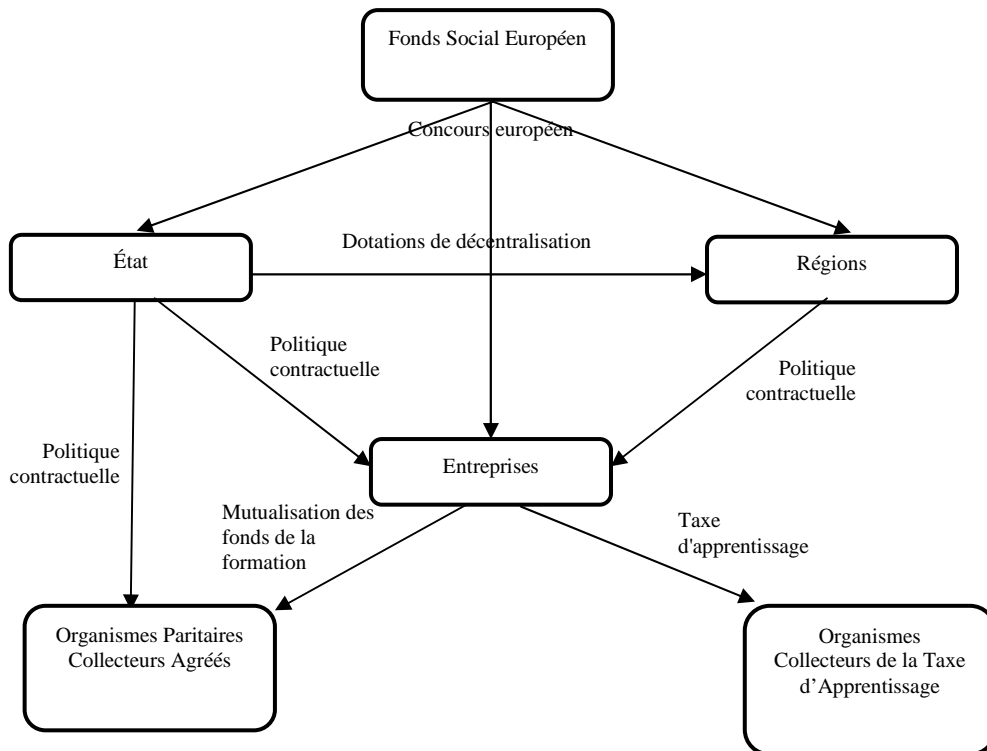 Fonds Social Européen
Concours européen
Dotations de décentralisation
État
Régions
Politique
contractuelle
Politique
contractuelle
Politique
contractuelle
Entreprises
Mutualisation des
fonds de la
formation
Taxe
d'apprentissage
Organismes Paritaires
Collecteurs Agréés
Organismes
Collecteurs de la Taxe
d’Apprentissage